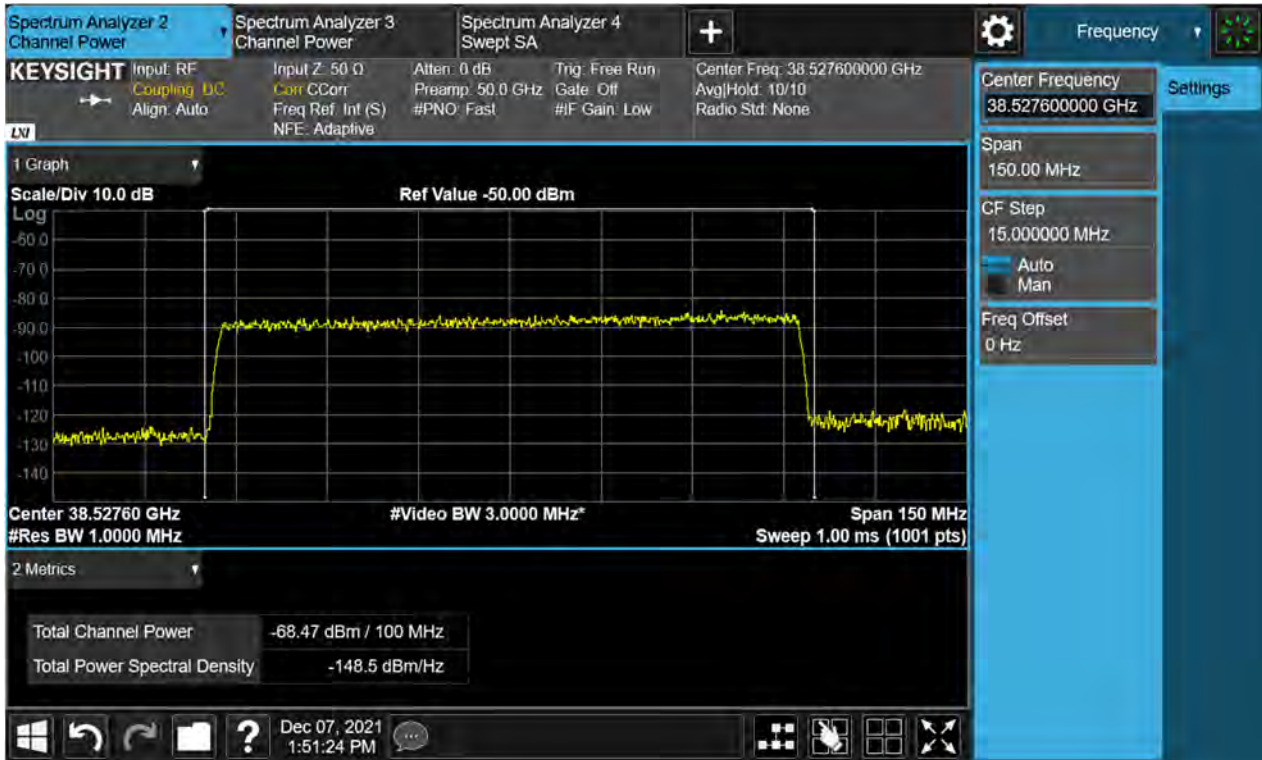 Spectrum Analyzer 2
Channel Power
Spectrum Analyzer 3
Channel Power
Spectrum Analyzer 4
Swept SA
+
Frequency
KEYSIGHT
Input: RF
Coupling: DC
Align: Auto
Input Z: 50 Ω
Corr CCorr
Freq Ref: Int (S)
NFE: Adaptive
Atten: 0 dB
Preamp: 50.0 GHz
#PNO: Fast
Trig: Free Run
Gate: Off
#IF Gain: Low
Center Freq: 38.527600000 GHz
Avg|Hold: 10/10
Radio Std: None
LXI
Center Frequency
38.527600000 GHz
Settings
Span
150.00 MHz
CF Step
15.000000 MHz
Auto
Man
Freq Offset
0 Hz
1 Graph
Scale/Div 10.0 dB
Ref Value -50.00 dBm
Log
-60.0
-70.0
-80.0
-90.0
-100
-110
-120
-130
-140
Center 38.52760 GHz
#Video BW 3.0000 MHz*
Span 150 MHz
#Res BW 1.0000 MHz
Sweep 1.00 ms (1001 pts)
2 Metrics
Total Channel Power
-68.47 dBm / 100 MHz
Total Power Spectral Density
-148.5 dBm/Hz
?
Dec 07, 2021
1:51:24 PM